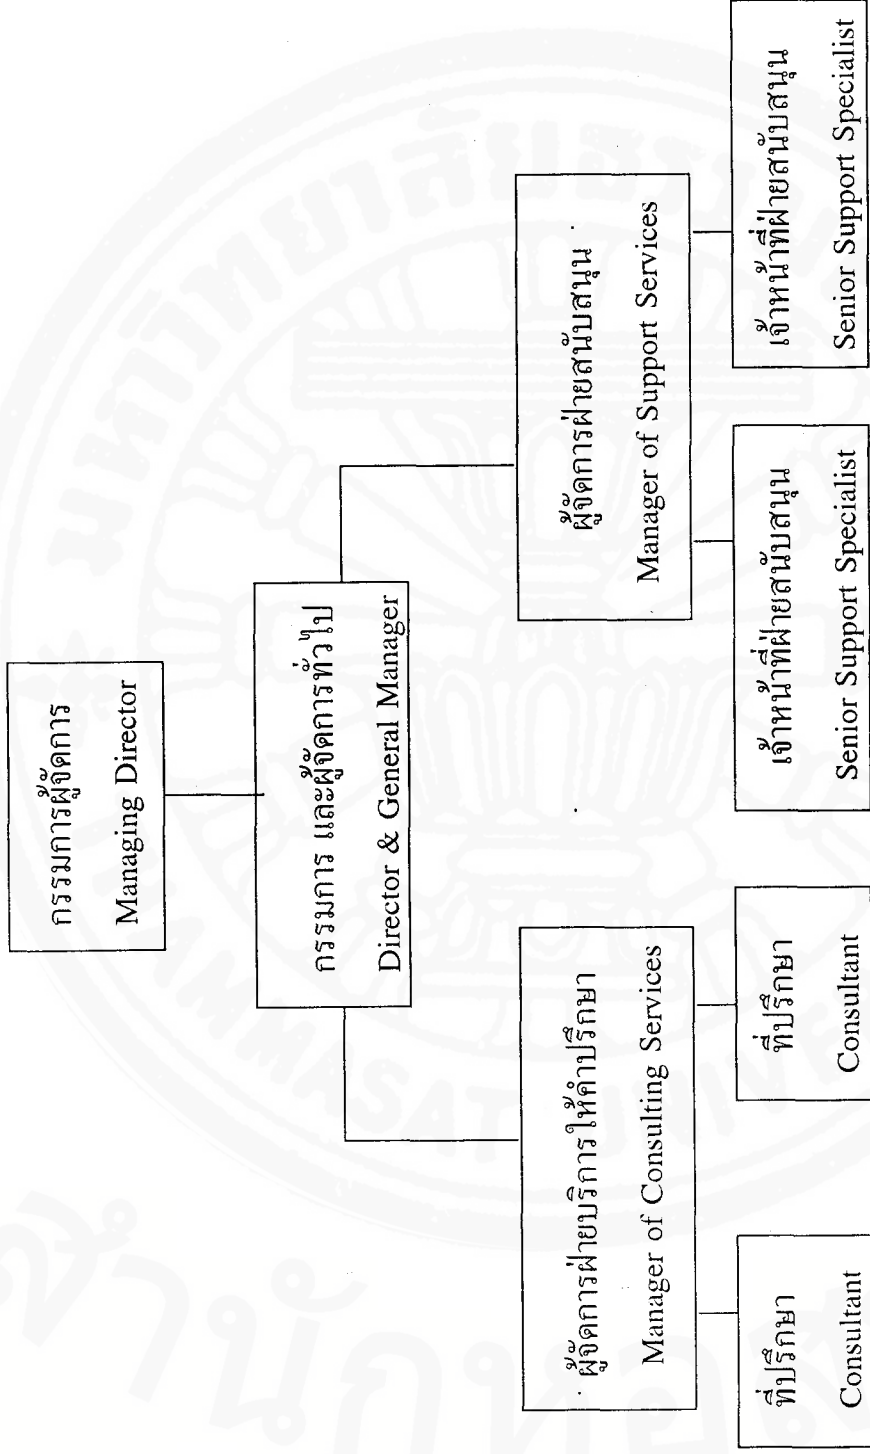 กรรมการผู้จัดการ
Managing Director
กรรมการ และผู้จัดการทั่วไป
Director & General Manager
ผู้จัดการฝ่ายบริการให้คำปรึกษา
Manager of Consulting Services
ผู้จัดการฝ่ายสนับสนุน
Manager of Support Services
ที่ปรึกษา
Consultant
ที่ปรึกษา
Consultant
เจ้าหน้าที่ฝ่ายสนับสนุน
Senior Support Specialist
เจ้าหน้าที่ฝ่ายสนับสนุน
Senior Support Specialist